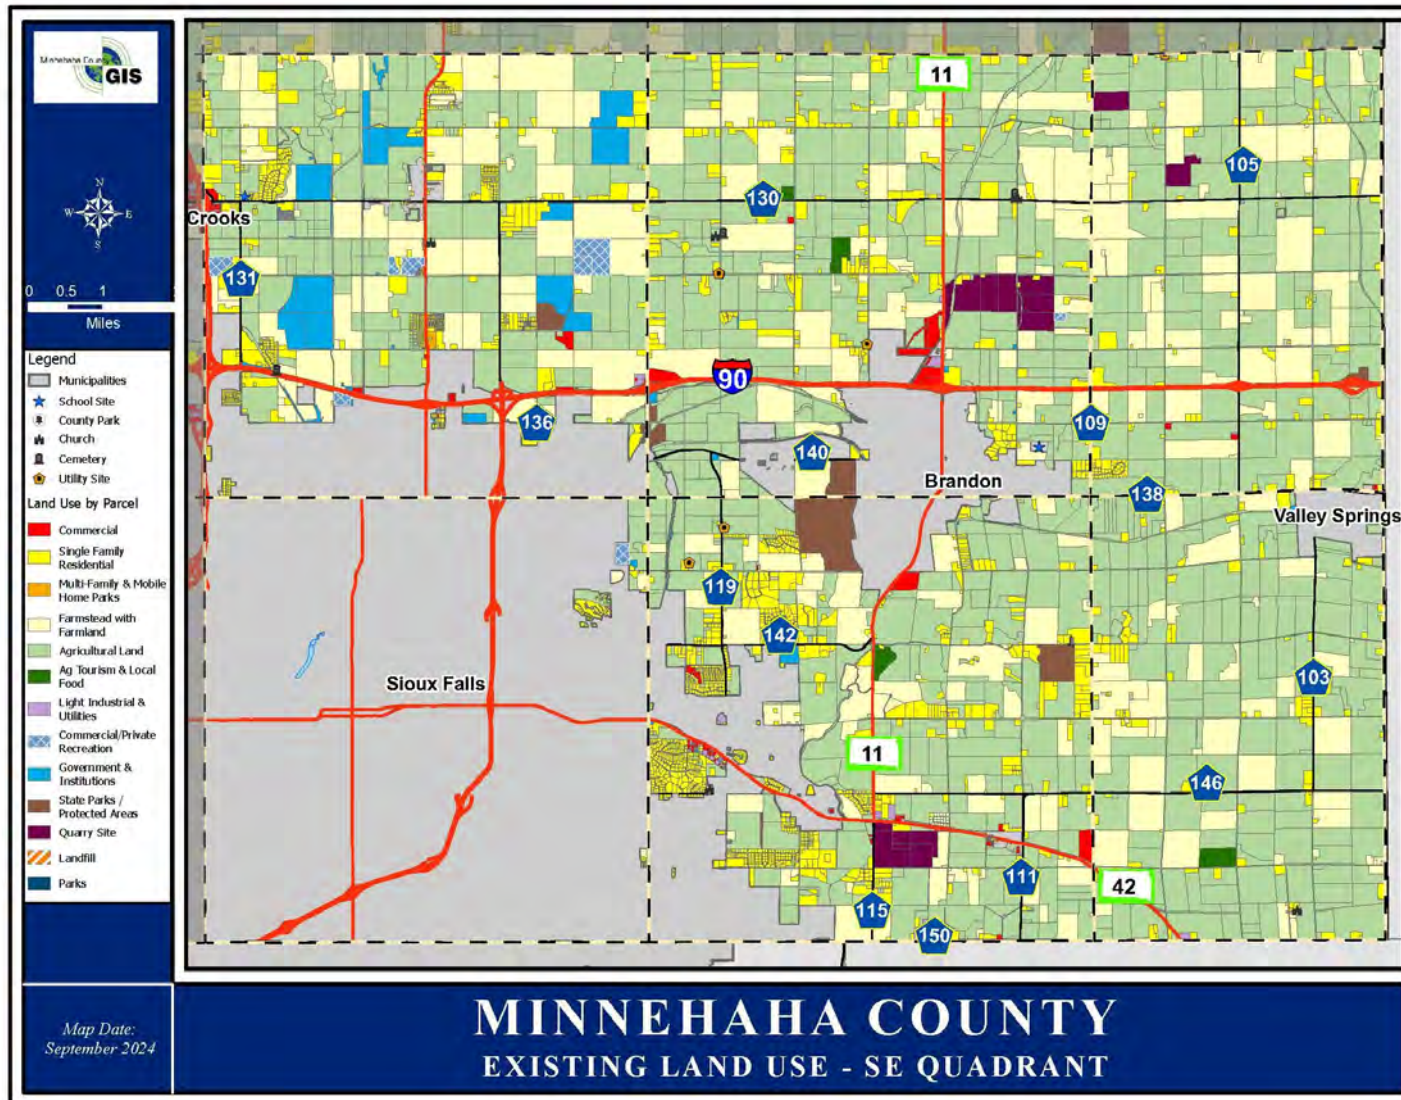 Minnehaha County
GIS
N
W
E
S
0 0.5 1
Miles
Legend
Municipalities
School Site
County Park
Church
Cemetery
Utility Site
Land Use by Parcel
Commercial
Single Family
Residential
Multi-Family & Mobile
Home Parks
Farmstead with
Farmland
Agricultural Land
Ag Tourism & Local
Food
Light Industrial &
Utilities
Commercial/Private
Recreation
Government &
Institutions
State Parks /
Protected Areas
Quarry Site
Landfill
Parks
Map Date:
September 2024
11
105
130
Crooks
131
90
136
109
140
Brandon
138
Valley Springs
119
142
Sioux Falls
103
11
146
111
42
115
150
MINNEHAHA COUNTY
EXISTING LAND USE - SE QUADRANT